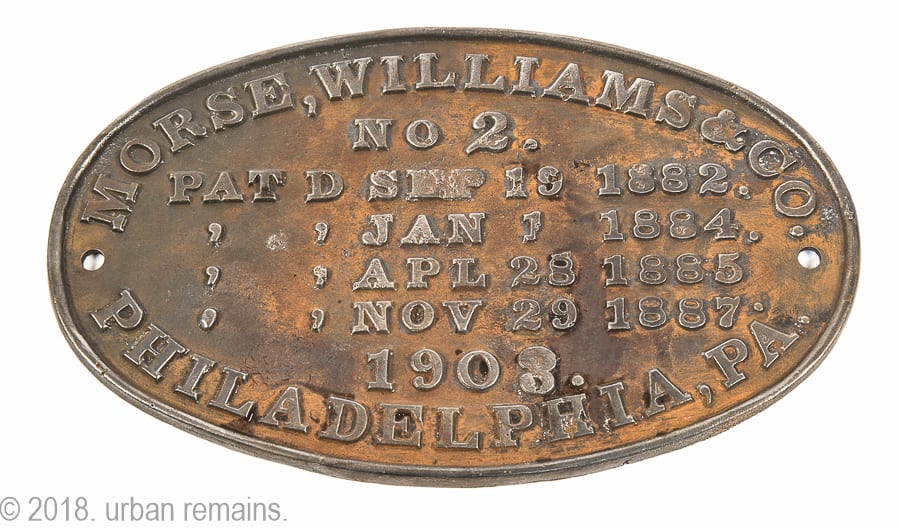 MORSE, WILLIAMS & CO.
NO 2.
PAT D SEP 19 1882.
, , JAN 1 1884.
, , APL 28 1885
, , NOV 29 1887.
1903.
PHILADELPHIA, PA.
© 2018. urban remains.